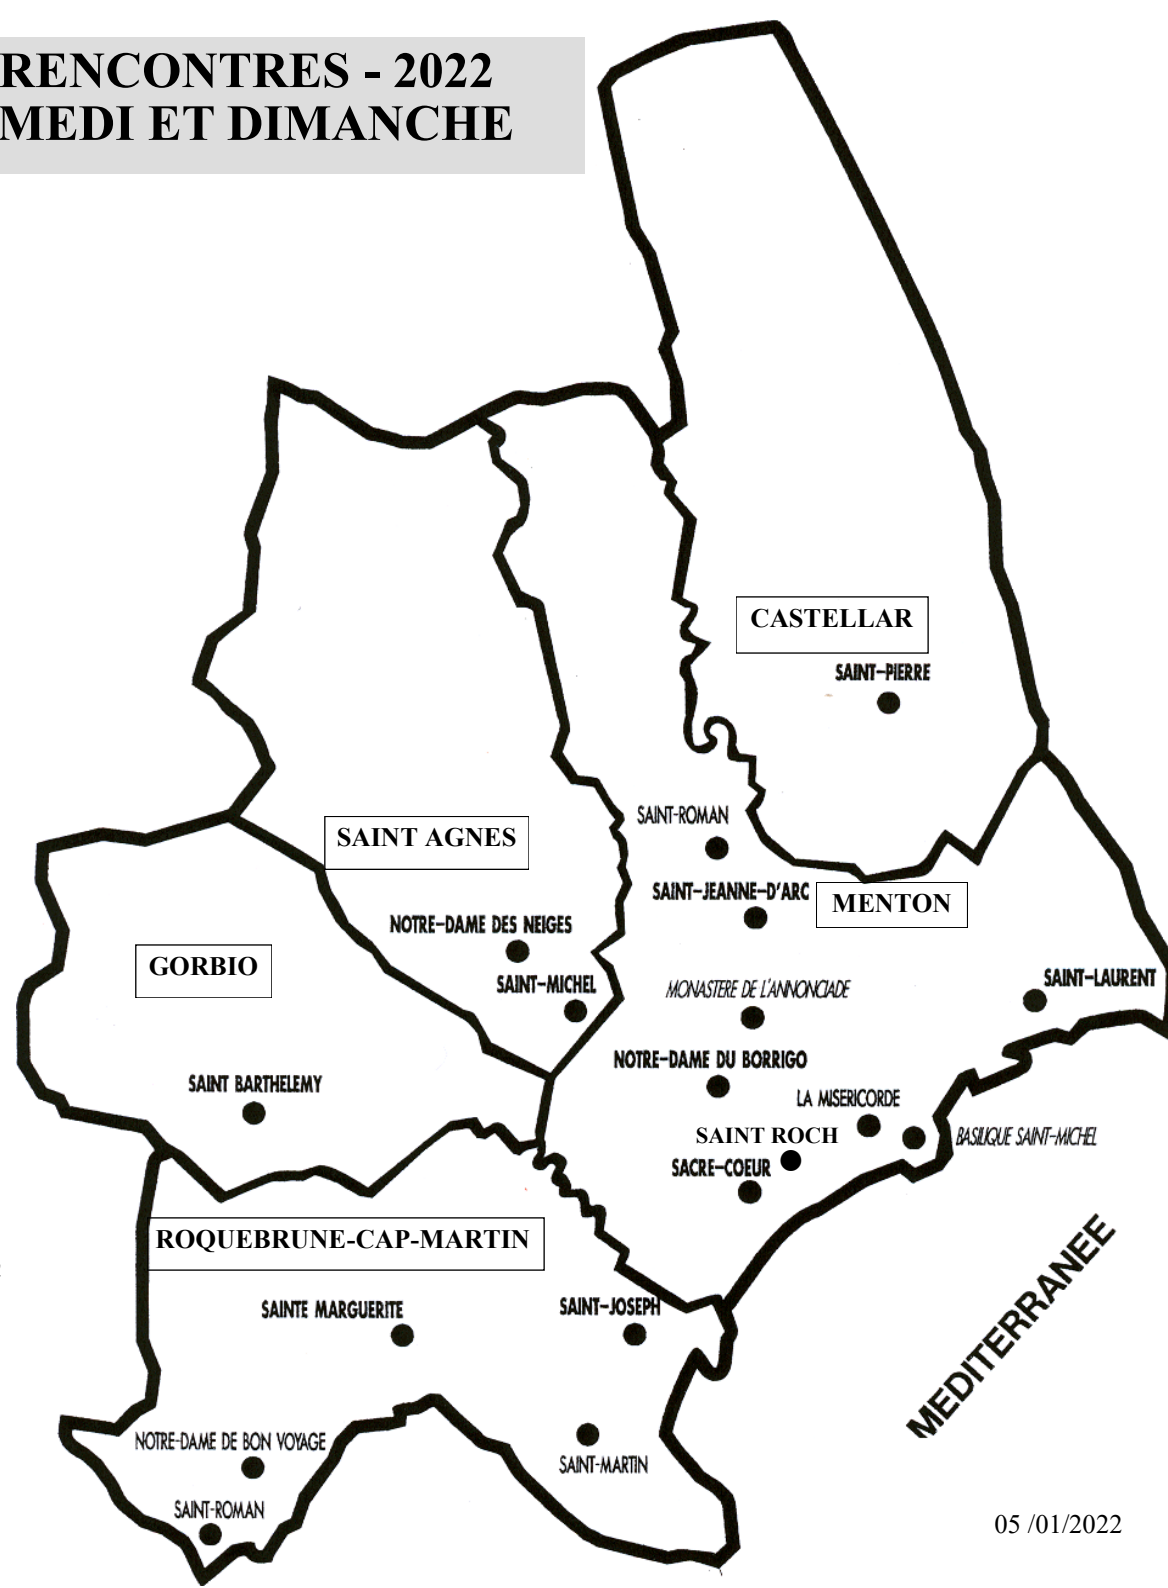 RENCONTRES - 2022
MEDI ET DIMANCHE
CASTELLAR
SAINT-PIERRE
SAINT-ROMAN
SAINT AGNES
SAINT-JEANNE-D'ARC
MENTON
NOTRE-DAME DES NEIGES
GORBIO
SAINT-MICHEL
MONASTERE DE L'ANNONCIADE
SAINT-LAURENT
NOTRE-DAME DU BORRIGO
SAINT BARTHELEMY
LA MISERICORDE
SAINT ROCH
BASILIQUE SAINT-MICHEL
SACRE-COEUR
ROQUEBRUNE-CAP-MARTIN
SAINTE MARGUERITE
SAINT-JOSEPH
MEDITERRANEE
NOTRE-DAME DE BON VOYAGE
SAINT-MARTIN
SAINT-ROMAN
05 /01/2022